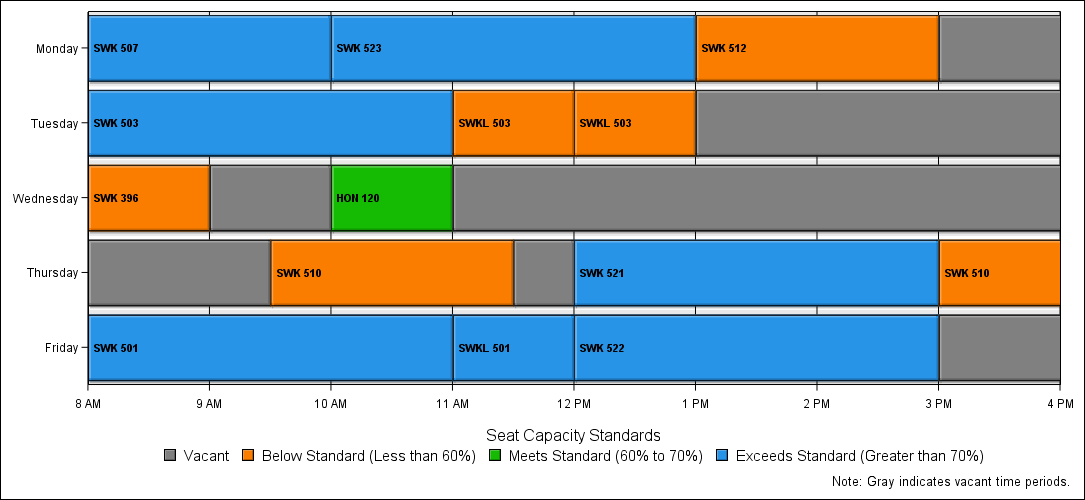 Monday
SWK 507
SWK 523
SWK 512
Tuesday
SWK 503
SWKL 503
SWKL 503
Wednesday
SWK 396
HON 120
Thursday
SWK 510
SWK 521
SWK 510
Friday
SWK 501
SWKL 501
SWK 522
8 AM 9 AM 10 AM 11 AM 12 PM 1 PM 2 PM 3 PM 4 PM
Seat Capacity Standards
Vacant Below Standard (Less than 60%) Meets Standard (60% to 70%) Exceeds Standard (Greater than 70%)
Note: Gray indicates vacant time periods.